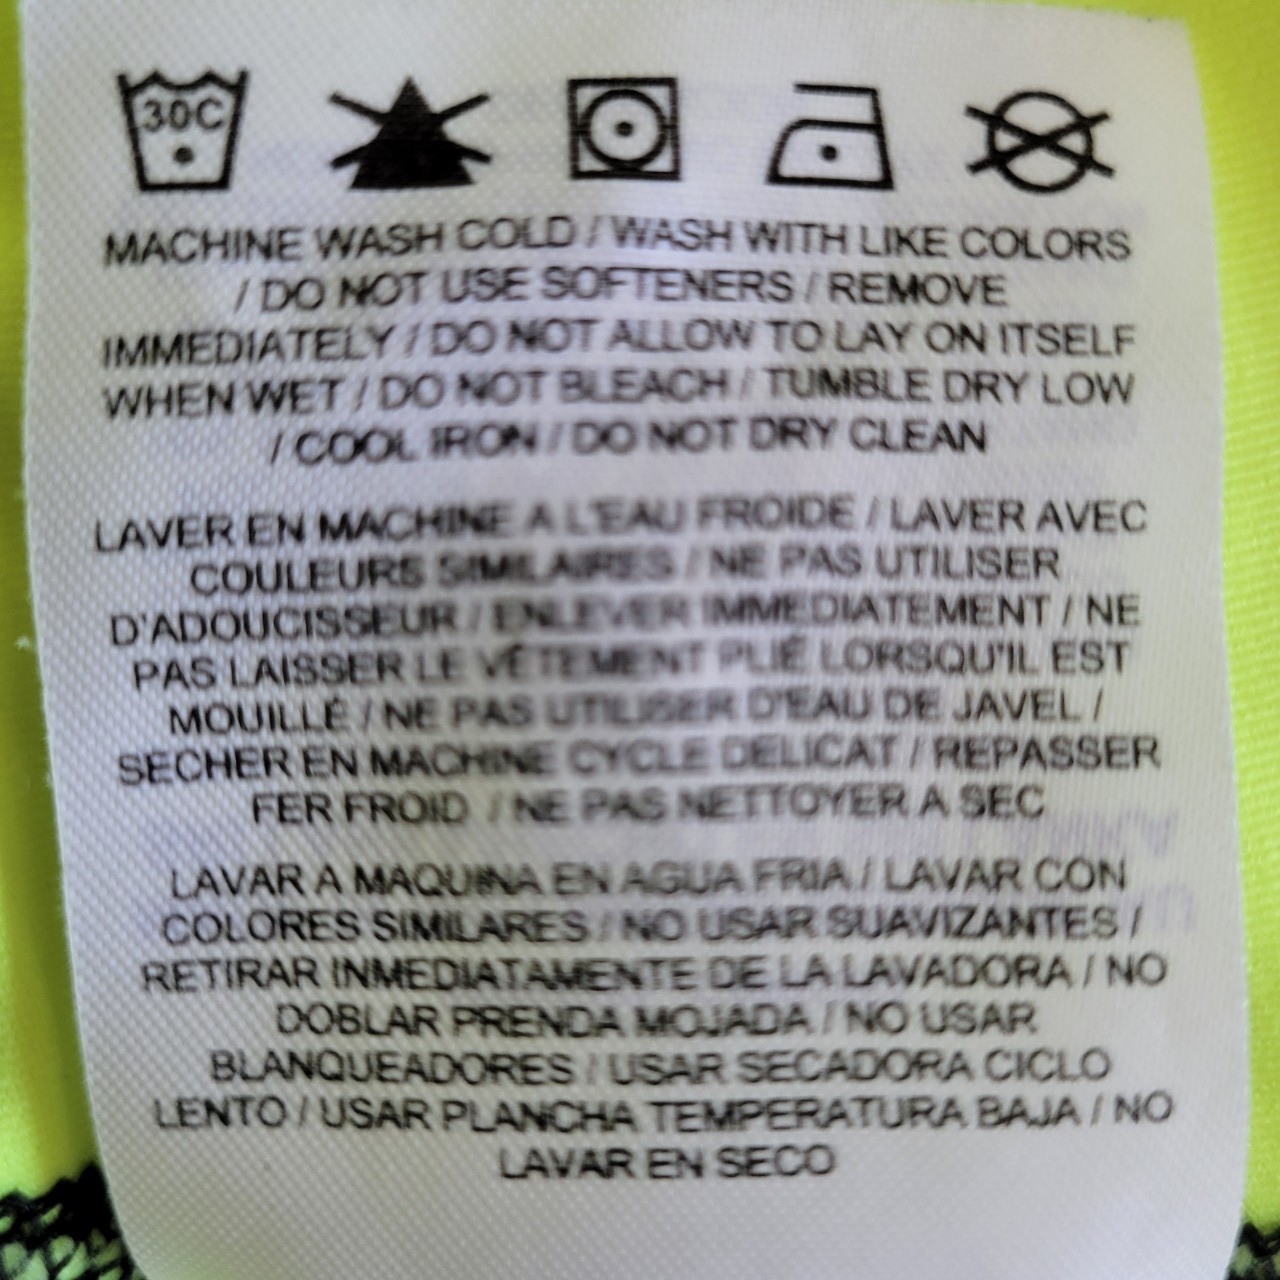 30C
MACHINE WASH COLD / WASH WITH LIKE COLORS
/ DO NOT USE SOFTENERS / REMOVE
IMMEDIATELY / DO NOT ALLOW TO LAY ON ITSELF
WHEN WET / DO NOT BLEACH / TUMBLE DRY LOW
/ COOL IRON / DO NOT DRY CLEAN
LAVER EN MACHINE A L'EAU FROIDE / LAVER AVEC
COULEURS SIMILAIRES / NE PAS UTILISER
D'ADOUCISSEUR / ENLEVER IMMEDIATEMENT / NE
PAS LAISSER LE VÊTEMENT PLIÉ LORSQU'IL EST
MOUILLÉ / NE PAS UTILISER D'EAU DE JAVEL /
SECHER EN MACHINE CYCLE DELICAT / REPASSER
FER FROID / NE PAS NETTOYER A SEC
LAVAR A MAQUINA EN AGUA FRIA / LAVAR CON
COLORES SIMILARES / NO USAR SUAVIZANTES /
RETIRAR INMEDIATAMENTE DE LA LAVADORA / NO
DOBLAR PRENDA MOJADA / NO USAR
BLANQUEADORES / USAR SECADORA CICLO
LENTO / USAR PLANCHA TEMPERATURA BAJA / NO
LAVAR EN SECO